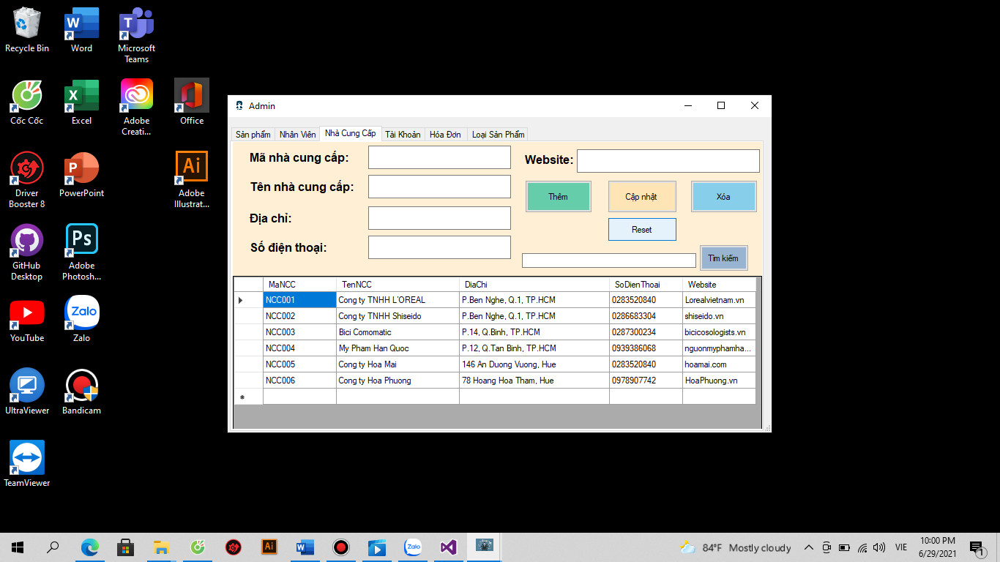 Recycle Bin
Word
Microsoft Teams
Cốc Cốc
Excel
Adobe Creati...
Office
Driver Booster 8
PowerPoint
Adobe Illustrat...
GitHub Desktop
Adobe Photosh...
YouTube
Zalo
UltraViewer
Bandicam
TeamViewer
Admin
Sản phẩm Nhân Viên Nhà Cung Cấp Tài Khoản Hóa Đơn Loại Sản Phẩm
Mã nhà cung cấp:
Website:
Tên nhà cung cấp:
Thêm Cập nhật Xóa
Địa chỉ:
Reset
Số điện thoại:
Tìm kiếm
MaNCC TenNCC DiaChi SoDienThoai Website
NCC001 Cong ty TNHH L'OREAL P.Ben Nghe, Q.1, TP.HCM 0283520840 Lorealvietnam.vn
NCC002 Cong ty TNHH Shiseido P.Ben Nghe, Q.1, TP.HCM 0286683304 shiseido.vn
NCC003 Bici Comomatic P.14, Q.Binh, TP.HCM 0287300234 bicicosologists.vn
NCC004 My Pham Han Quoc P.12, Q.Tan Binh, TP.HCM 0939386068 nguonmyphamha...
NCC005 Cong ty Hoa Mai 146 An Duong Vuong, Hue 0283520840 hoamai.com
NCC006 Cong ty Hoa Phuong 78 Hoang Hoa Tham, Hue 0978907742 HoaPhuong.vn
84°F Mostly cloudy
VIE
10:00 PM
6/29/2021
1